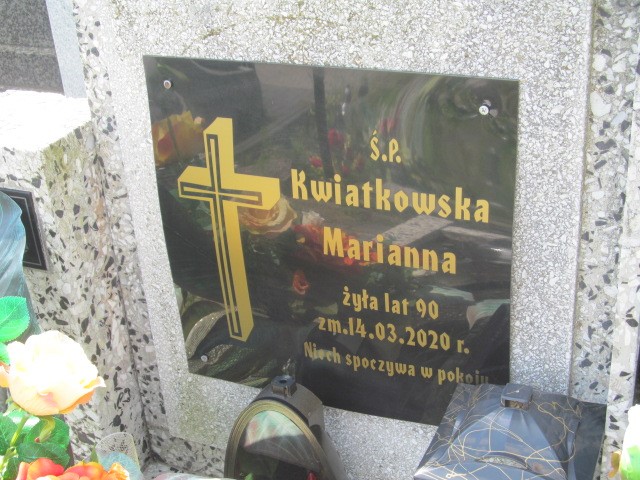 Ś.P.
Kwiatkowska
Marianna
żyła lat 90
zm.14.03.2020 r.
Niech spoczywa w pokoju